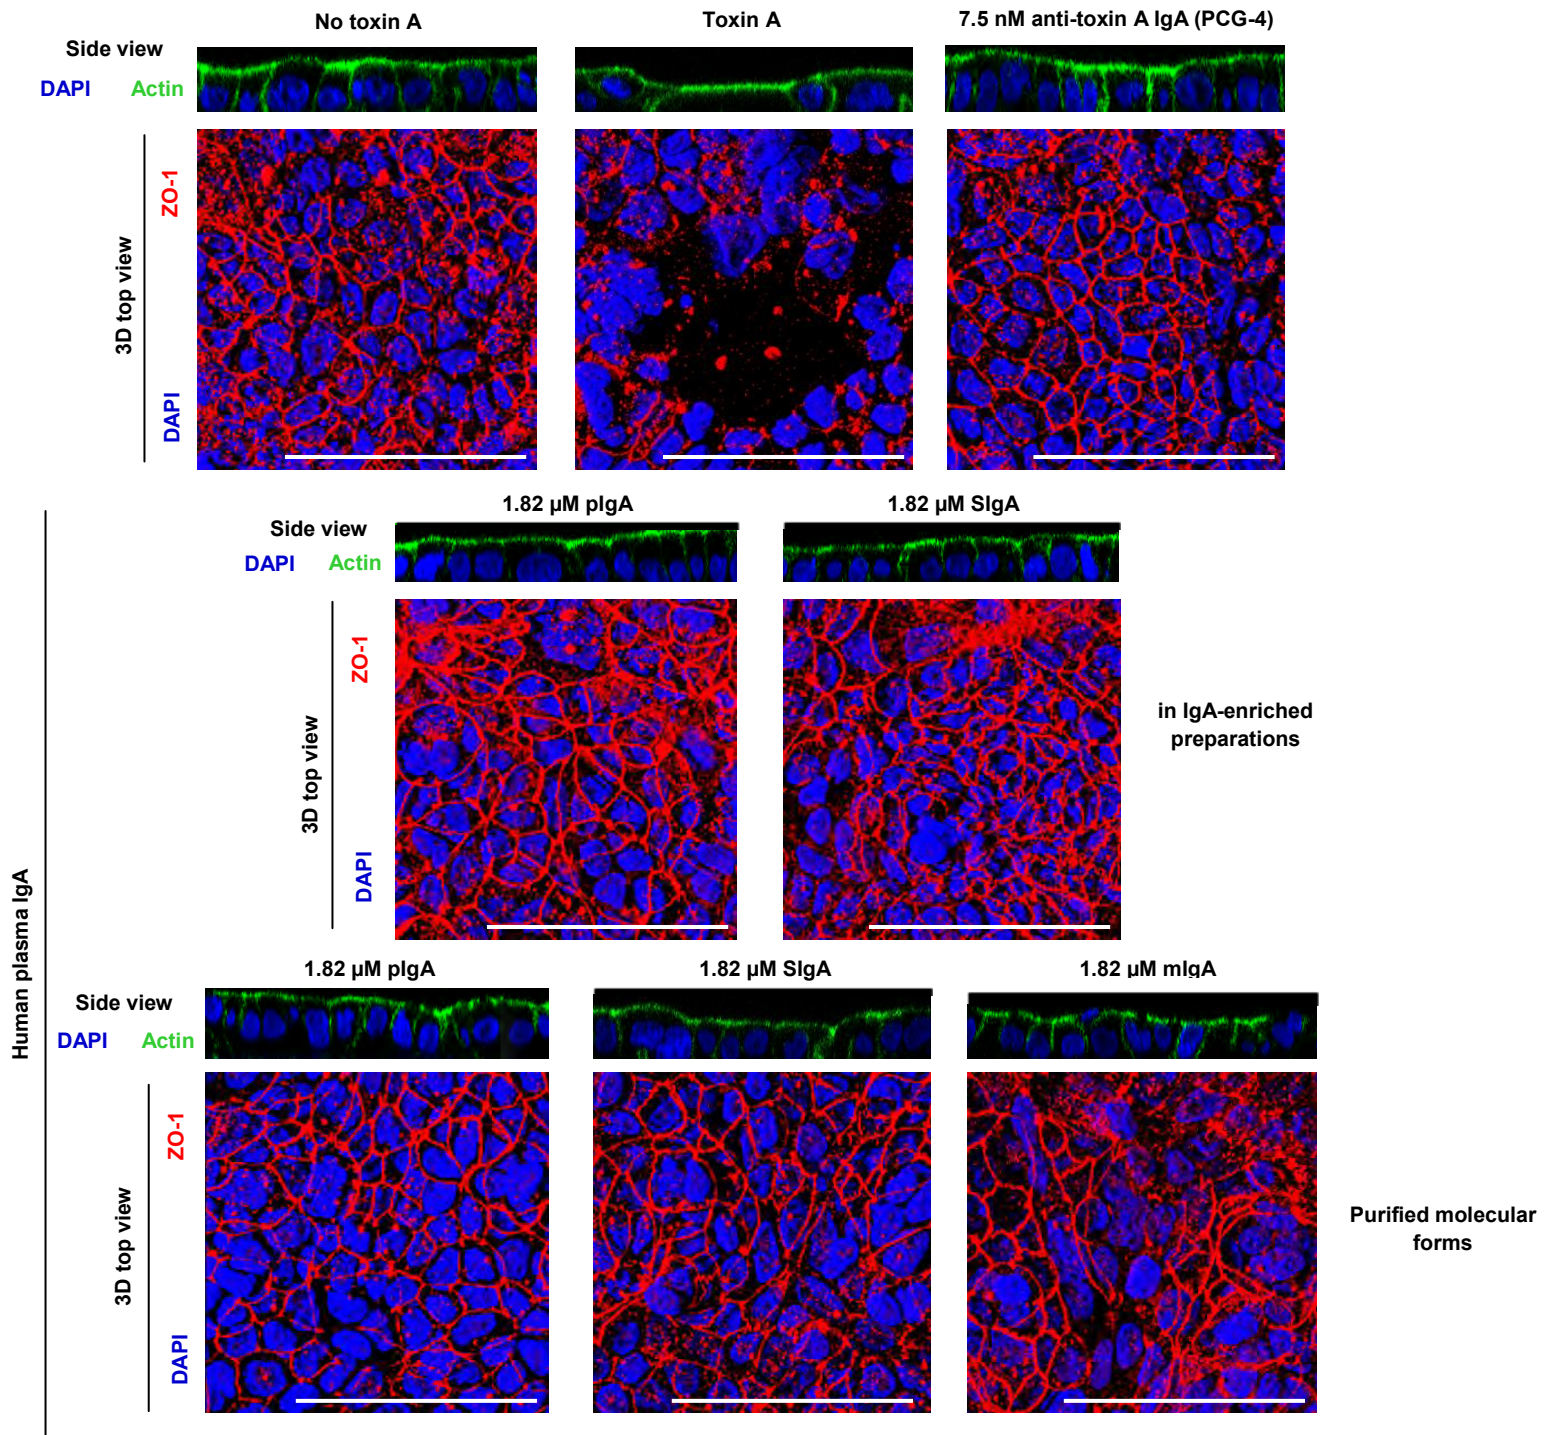 No toxin A
Toxin A
7.5 nM anti-toxin A IgA (PCG-4)
Side view
DAPI Actin
ZO-1
3D top view
DAPI
Human plasma IgA
1.82 µM pIgA
1.82 µM SIgA
Side view
DAPI Actin
ZO-1
3D top view
DAPI
in IgA-enriched
preparations
1.82 µM pIgA
1.82 µM SIgA
1.82 µM mIgA
Side view
DAPI Actin
ZO-1
3D top view
DAPI
Purified molecular
forms